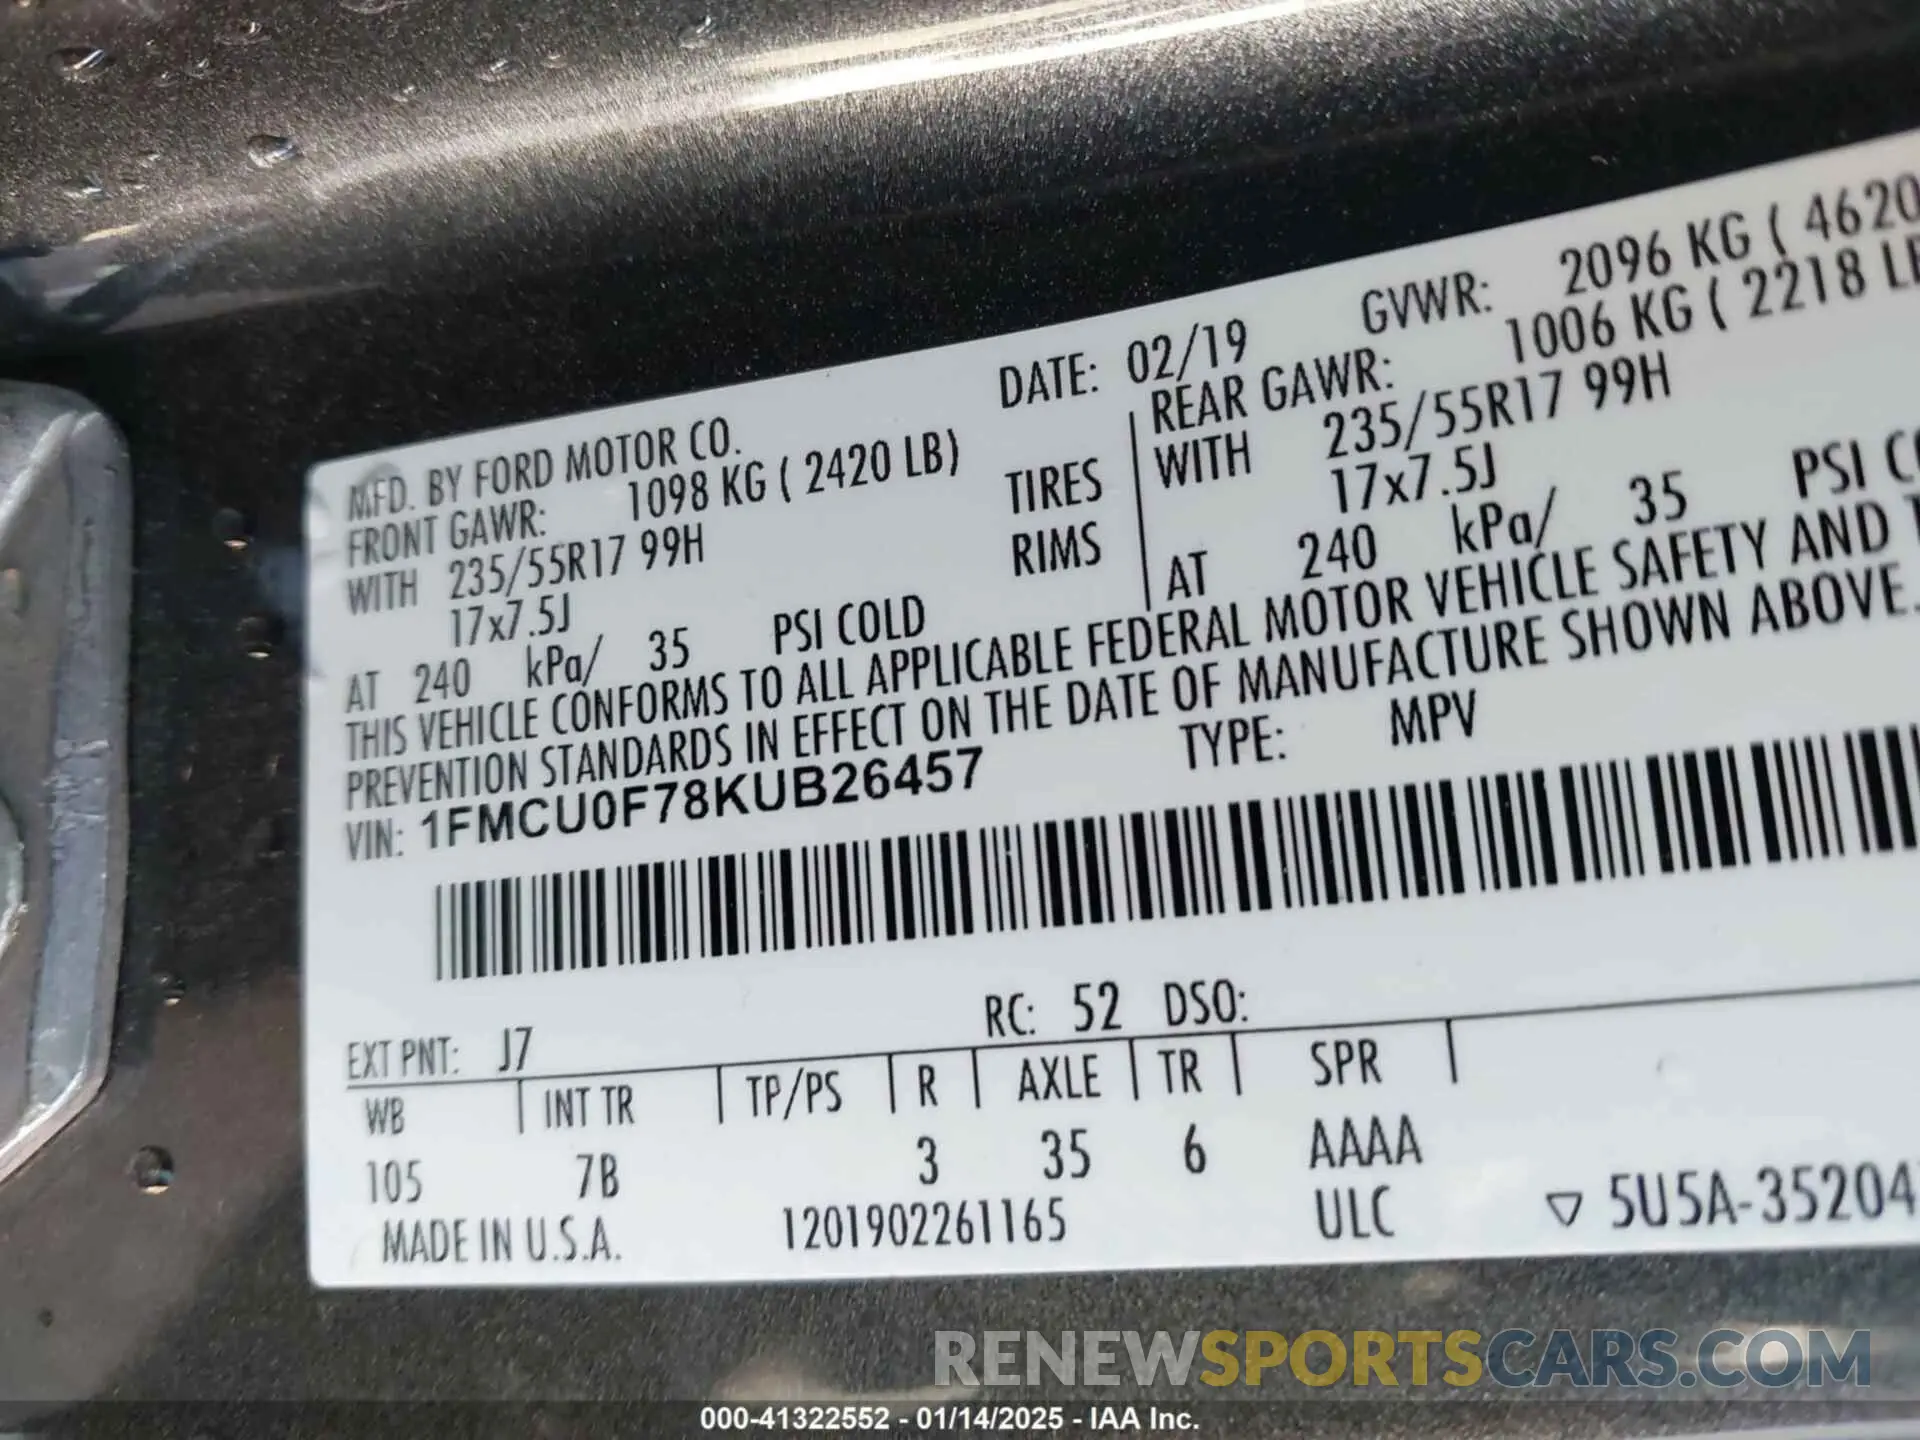 MFD. BY FORD MOTOR CO. DATE: 02/19 GVWR: 2096 KG ( 4620
FRONT GAWR: 1098 KG ( 2420 LB) REAR GAWR: 1006 KG ( 2218 LB
WITH 235/55R17 99H TIRES WITH 235/55R17 99H
17x7.5J RIMS 17x7.5J
AT 240 kPa/ 35 PSI COLD AT 240 kPa/ 35 PSI CO
THIS VEHICLE CONFORMS TO ALL APPLICABLE FEDERAL MOTOR VEHICLE SAFETY AND T
PREVENTION STANDARDS IN EFFECT ON THE DATE OF MANUFACTURE SHOWN ABOVE.
VIN: 1FMCU0F78KUB26457 TYPE: MPV
EXT PNT: J7 RC: 52 DSO:
WB INT TR TP/PS R AXLE TR SPR
105 7B 3 35 6 AAAA
MADE IN U.S.A. 1201902261165 ULC ▽ 5U5A-35204
RENEWSPORTSCARS.COM
000-41322552 - 01/14/2025 - IAA Inc.